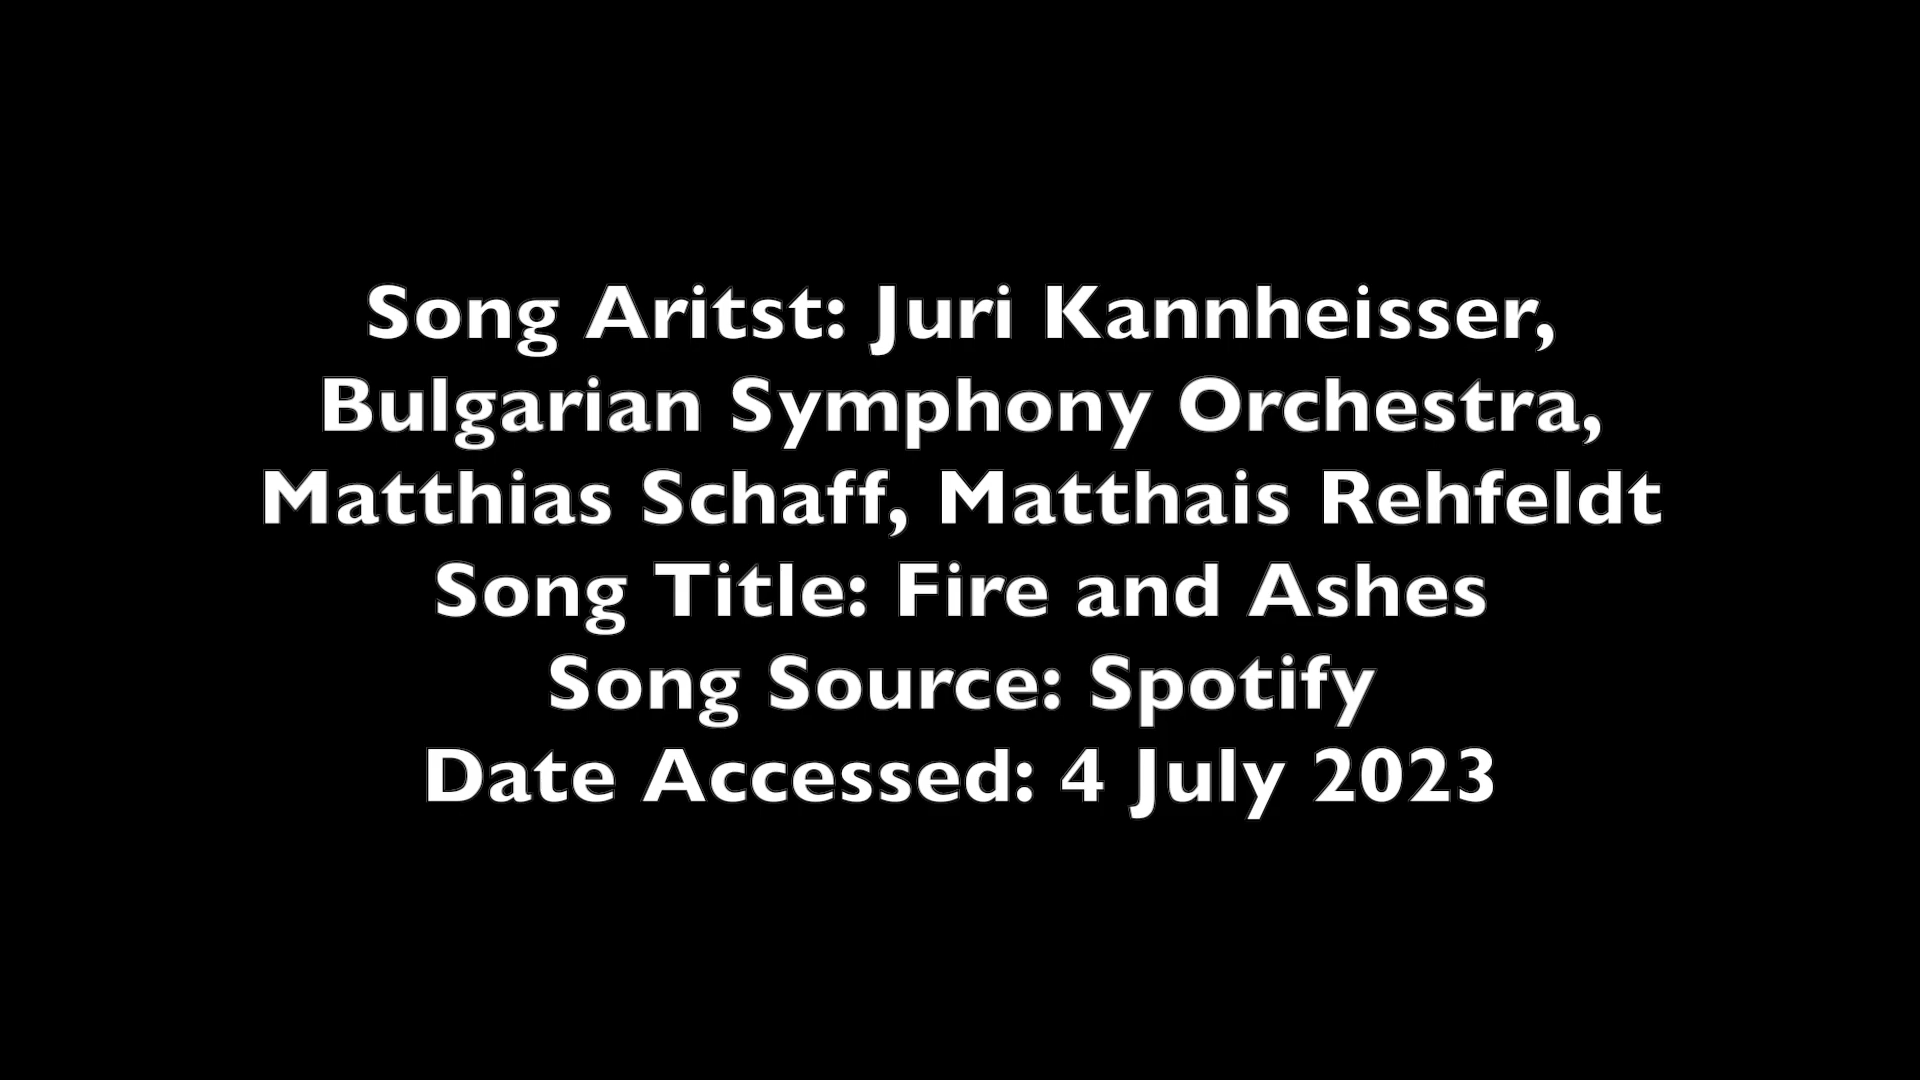 Song Aritst: Juri Kannheisser,
Bulgarian Symphony Orchestra,
Matthias Schaff, Matthais Rehfeldt
Song Title: Fire and Ashes
Song Source: Spotify
Date Accessed: 4 July 2023